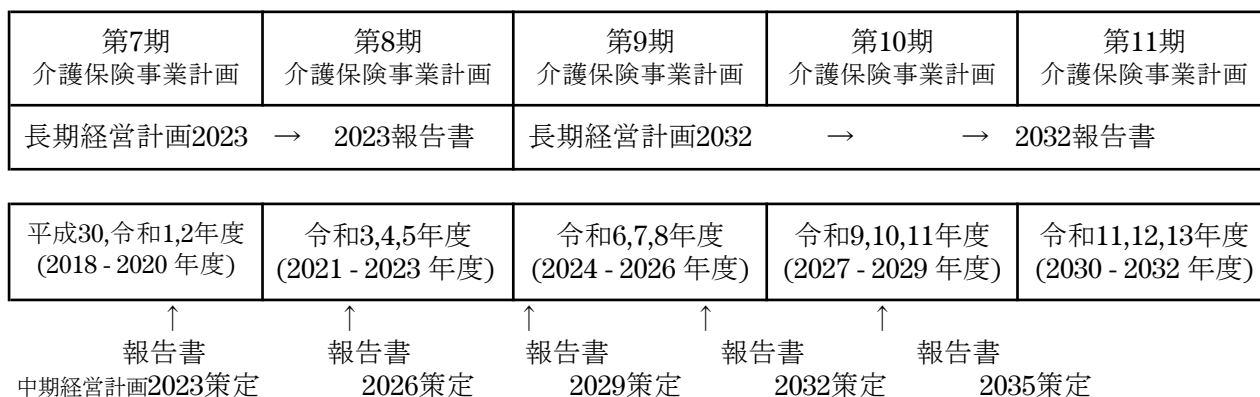 第7期 第8期 第9期 第10期 第11期
介護保険事業計画 介護保険事業計画 介護保険事業計画 介護保険事業計画 介護保険事業計画
長期経営計画2023 → 2023報告書 長期経営計画2032 → → 2032報告書
平成30,令和1,2年度 令和3,4,5年度 令和6,7,8年度 令和9,10,11年度 令和11,12,13年度
(2018 - 2020 年度) (2021 - 2023 年度) (2024 - 2026 年度) (2027 - 2029 年度) (2030 - 2032 年度)
↑ ↑ ↑ ↑ ↑
報告書 報告書 報告書 報告書 報告書
中期経営計画2023策定 2026策定 2029策定 2032策定 2035策定